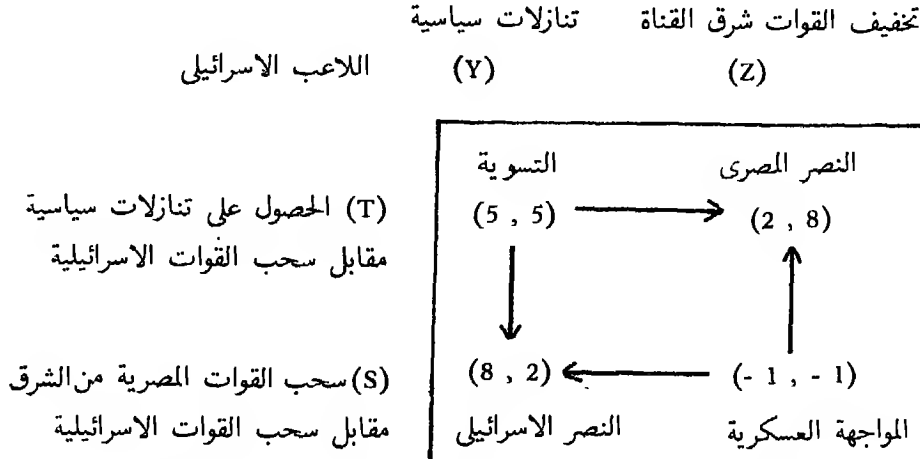 تخفيف القوات شرق القناة
تنازلات سياسية
(Z)
(Y)
اللاعب الاسرائيلى
النصر المصرى
التسوية
(2 , 8)
(5 , 5)
(T) الحصول على تنازلات سياسية
مقابل سحب القوات الاسرائيلية
(- 1 , - 1)
(8 , 2)
(S) سحب القوات المصرية من الشرق
مقابل سحب القوات الاسرائيلية
المواجهة العسكرية
النصر الاسرائيلى